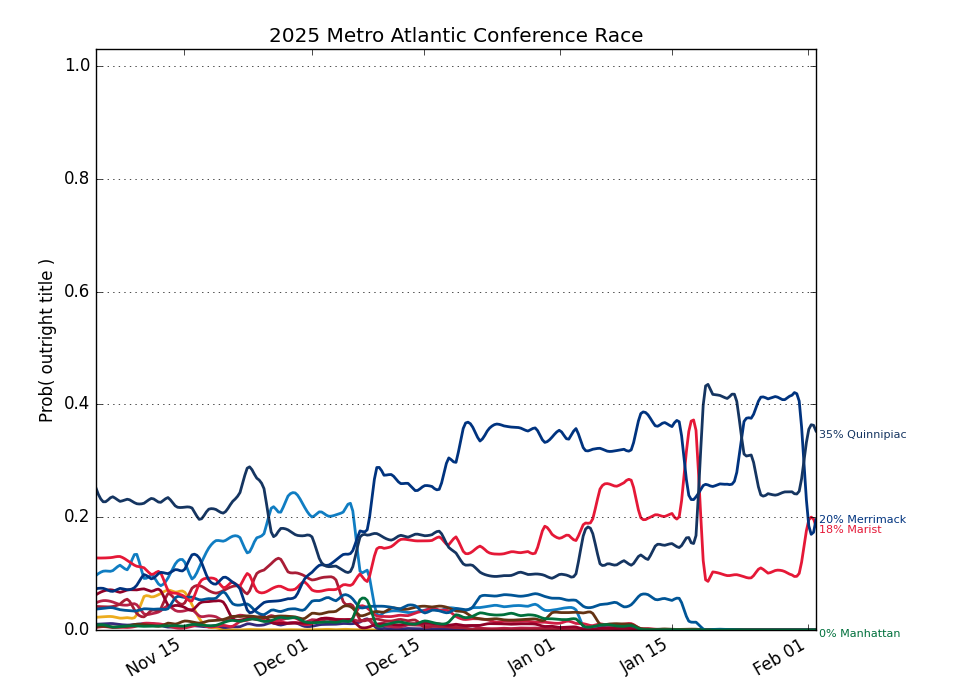 2025 Metro Atlantic Conference Race
Prob( outright title )
1.0
0.8
0.6
0.4
0.2
0.0
35% Quinnipiac
20% Merrimack
18% Marist
0% Manhattan
Nov 15
Dec 01
Dec 15
Jan 01
Jan 15
Feb 01